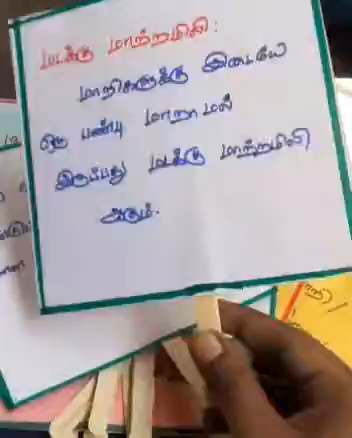 மடக்கு மாற்றமிலி:
மாறிகளுக்கு இடையே
ஒரு பண்பு மாறாமல்
இருப்பது மடக்கு மாற்றமிலி
ஆகும்.